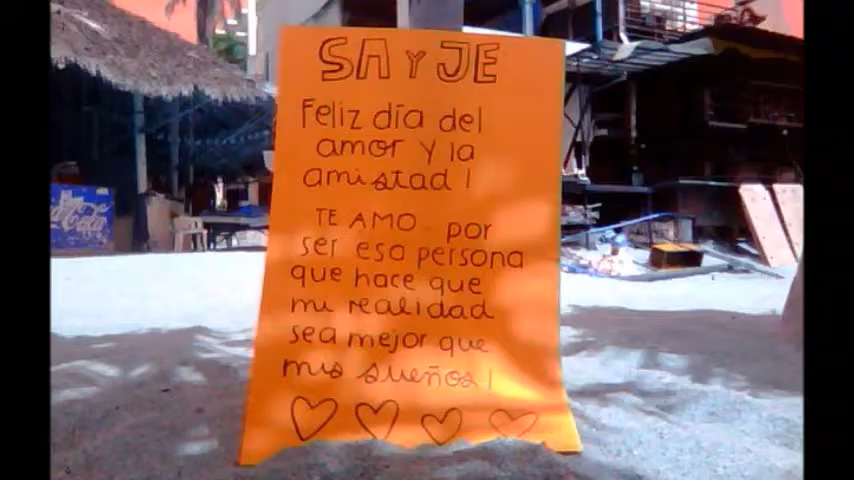 SA y JE
Feliz día del
amor y la
amistad!
TE AMO por
ser esa persona
que hace que
mi realidad
sea mejor que
mis sueños!
Coca-Cola